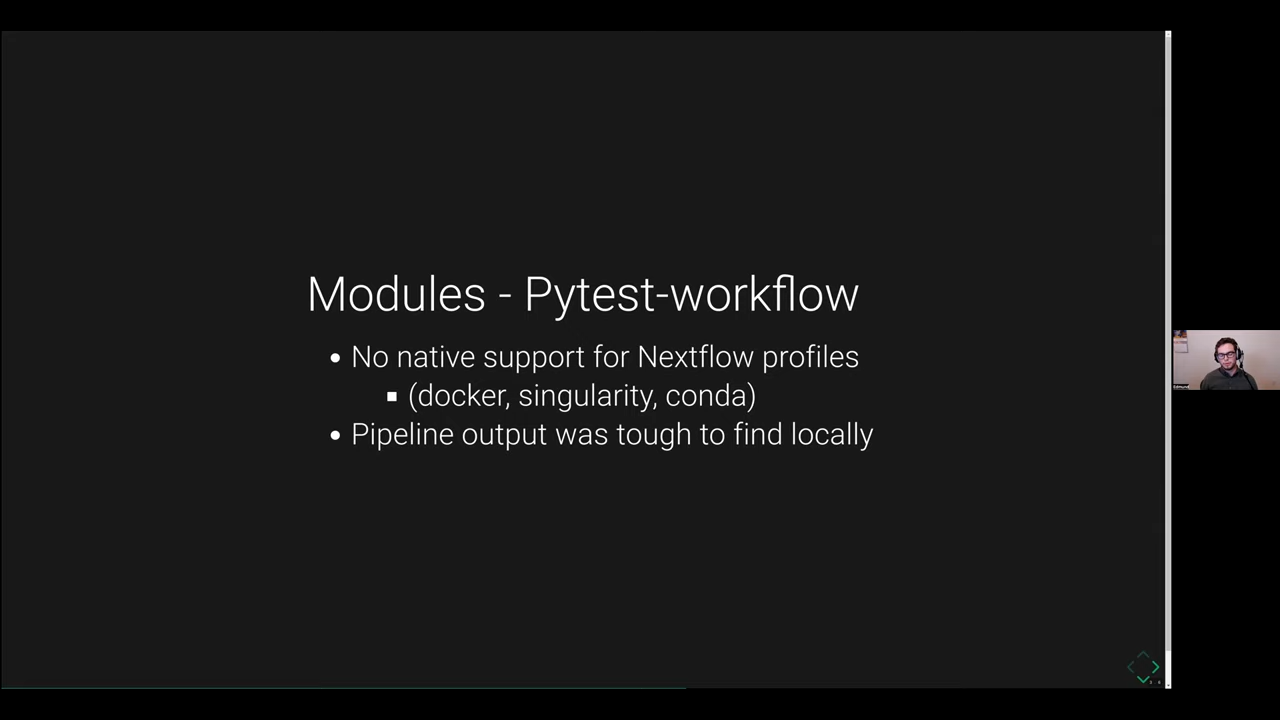 Modules - Pytest-workflow
No native support for Nextflow profiles
(docker, singularity, conda)
Pipeline output was tough to find locally
Edmund